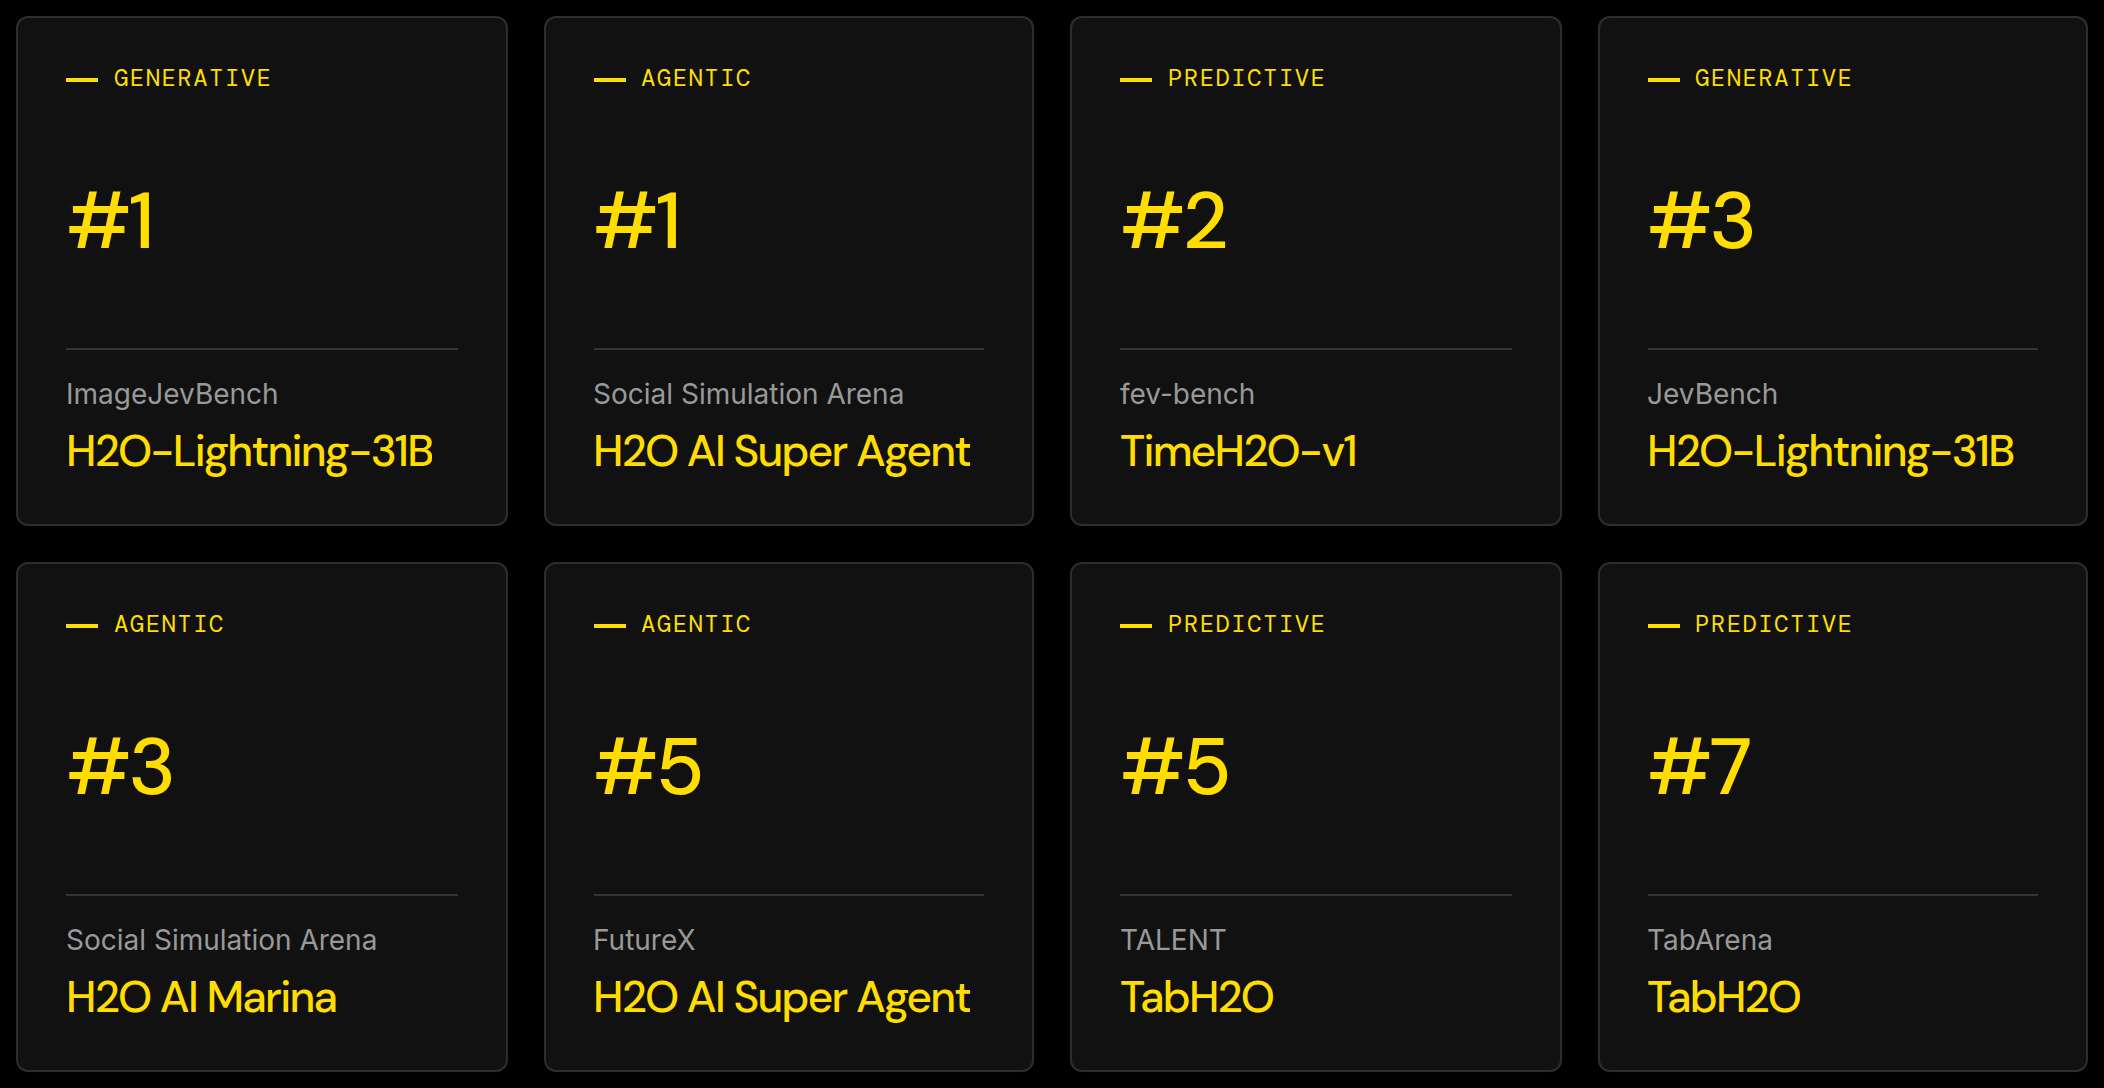 GENERATIVE
#1
ImageJevBench
H2O-Lightning-31B
AGENTIC
#1
Social Simulation Arena
H2O AI Super Agent
PREDICTIVE
#2
fev-bench
TimeH2O-v1
GENERATIVE
#3
JevBench
H2O-Lightning-31B
AGENTIC
#3
Social Simulation Arena
H2O AI Marina
AGENTIC
#5
FutureX
H2O AI Super Agent
PREDICTIVE
#5
TALENT
TabH2O
PREDICTIVE
#7
TabArena
TabH2O